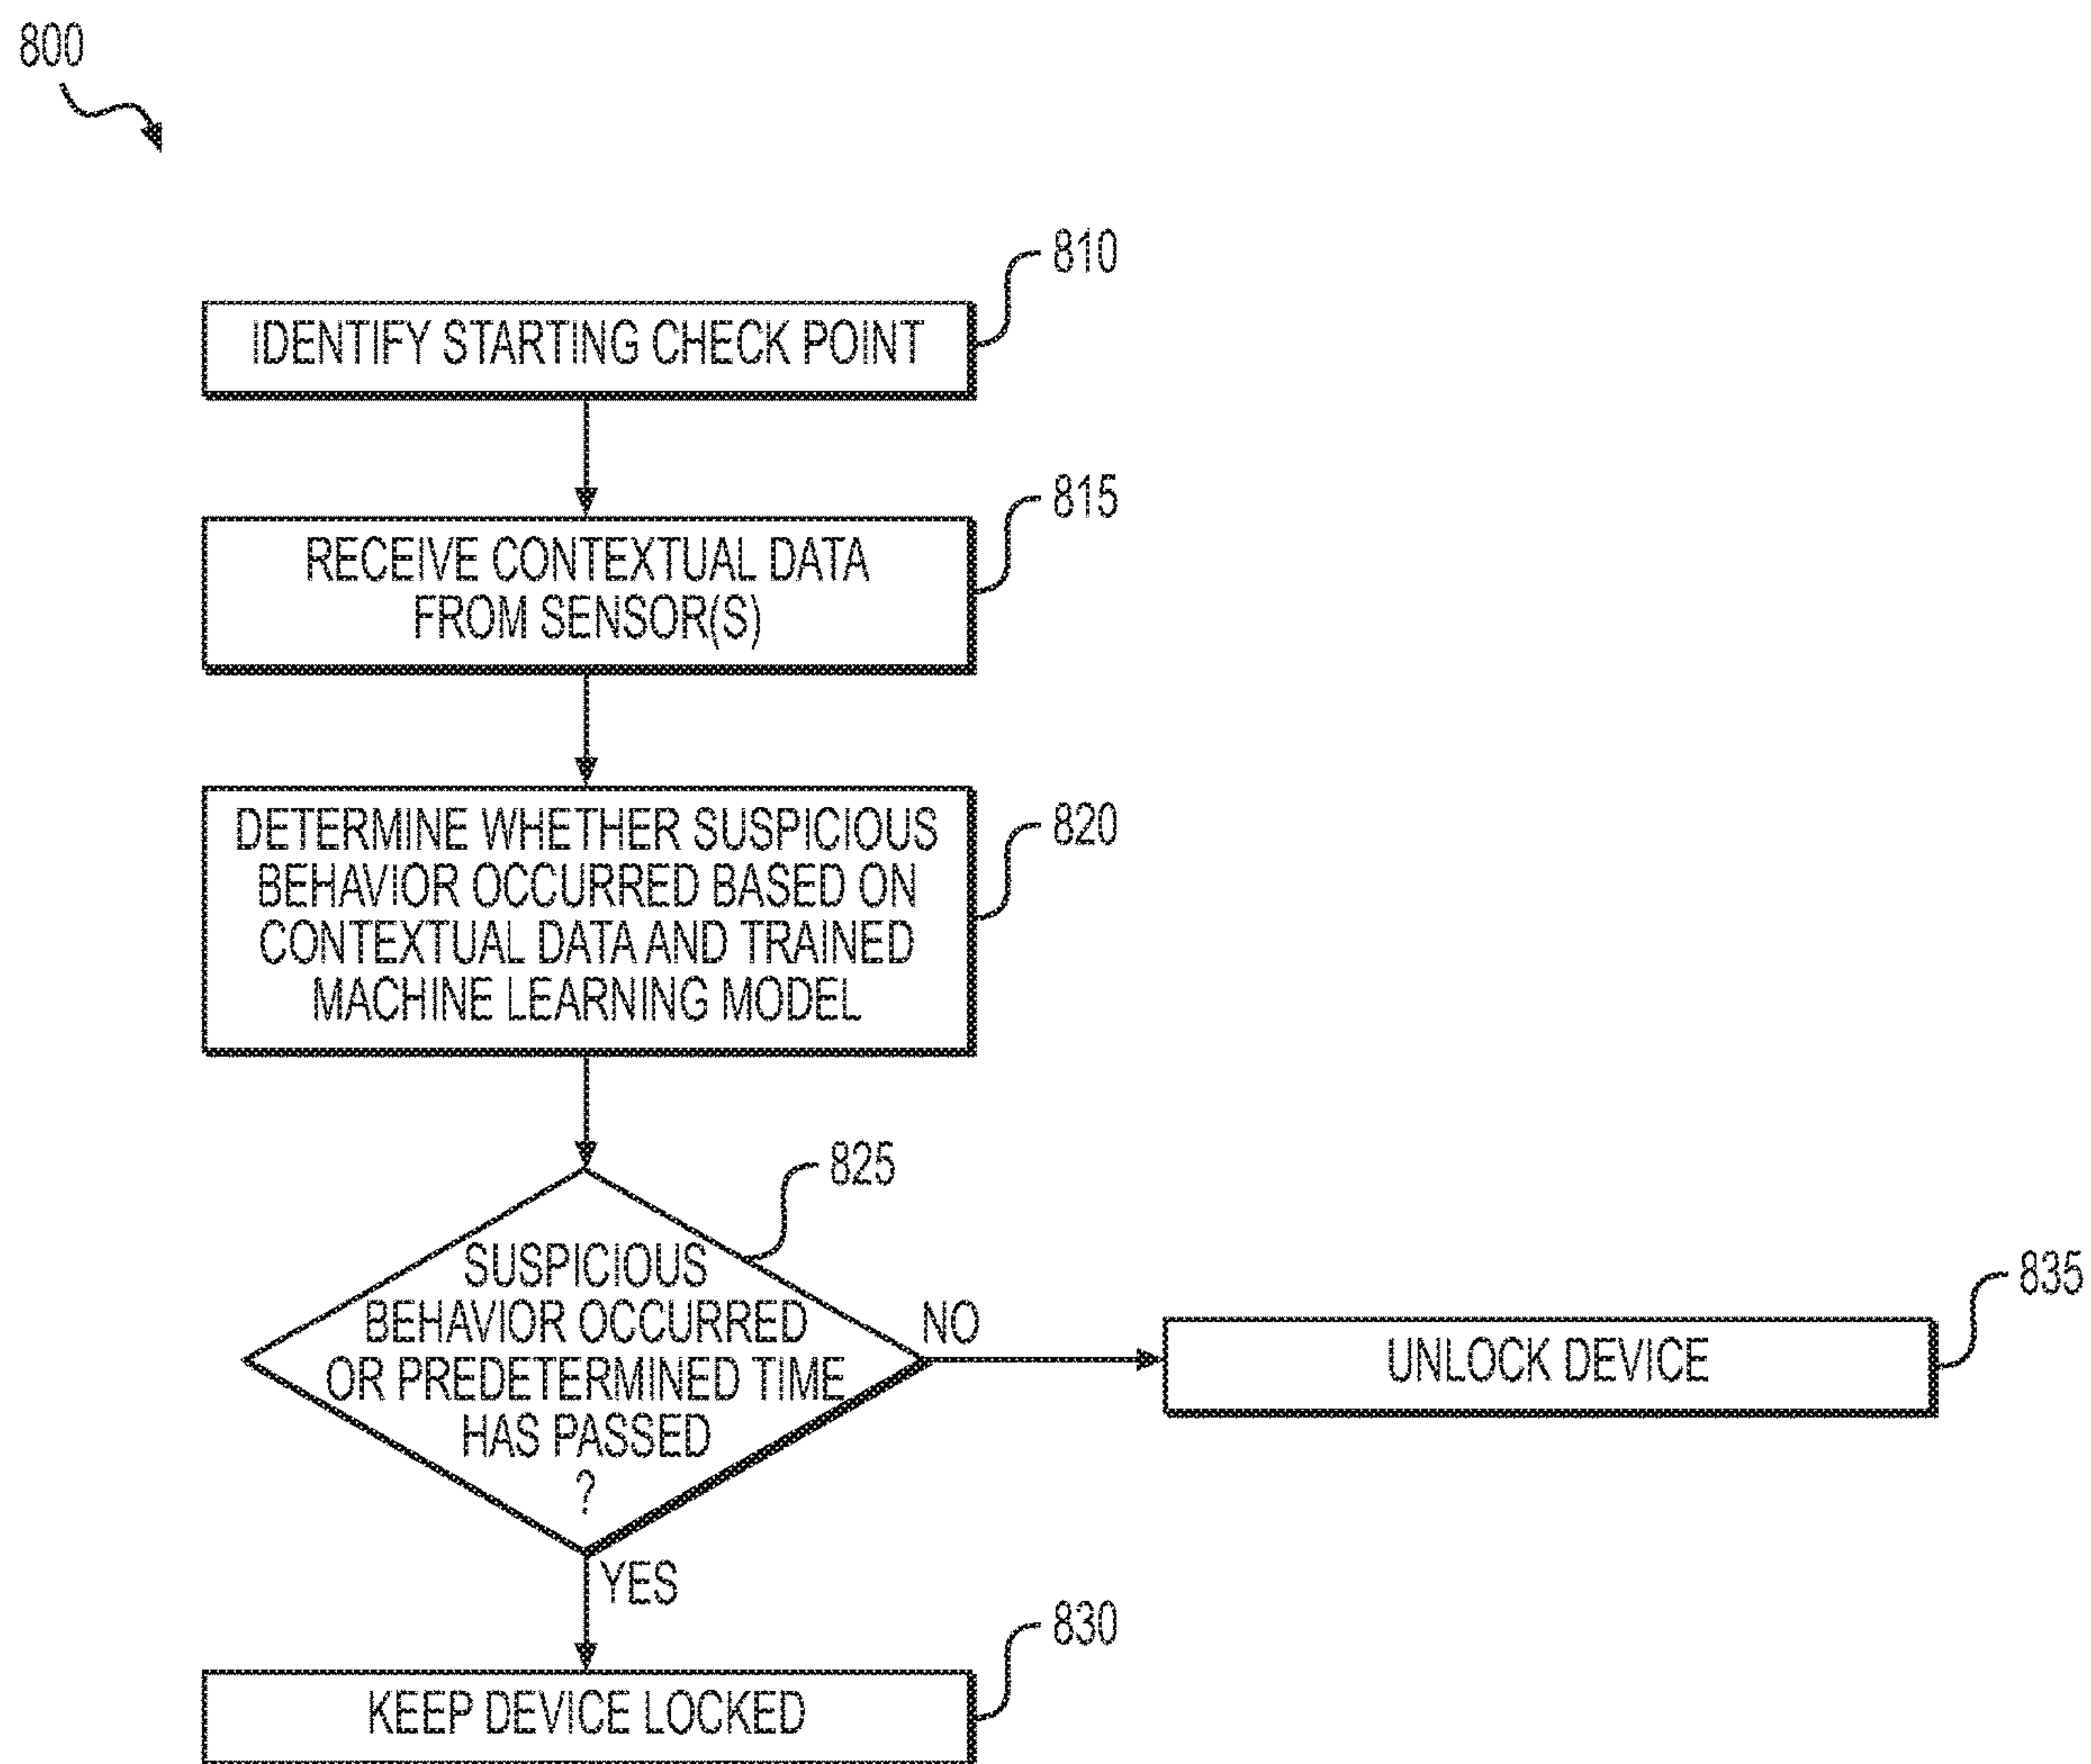 800
810
IDENTIFY STARTING CHECK POINT
815
RECEIVE CONTEXTUAL DATA
FROM SENSOR(S)
820
DETERMINE WHETHER SUSPICIOUS
BEHAVIOR OCCURRED BASED ON
CONTEXTUAL DATA AND TRAINED
MACHINE LEARNING MODEL
825
SUSPICIOUS
BEHAVIOR OCCURRED
OR PREDETERMINED TIME
HAS PASSED
?
NO
835
UNLOCK DEVICE
YES
830
KEEP DEVICE LOCKED